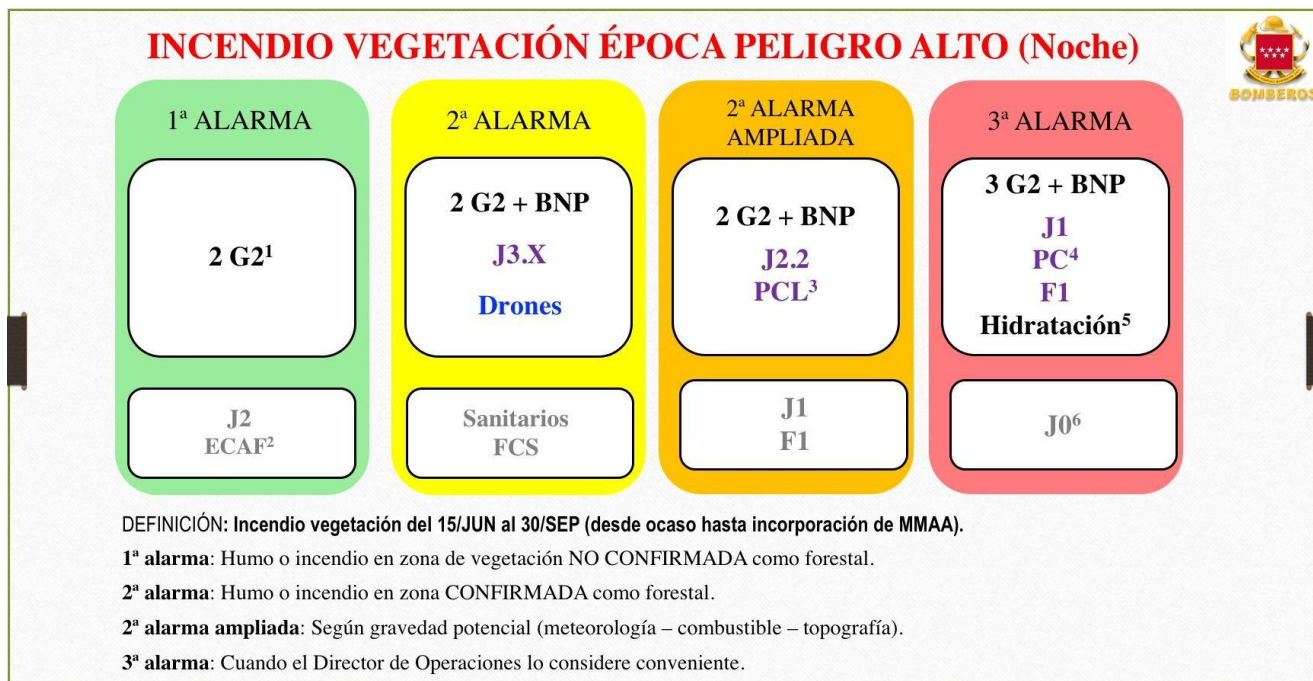 INCENDIO VEGETACIÓN ÉPOCA PELIGRO ALTO (Noche)
BOMBEROS
1ª ALARMA
2 G2¹
J2
ECAF²
2ª ALARMA
2 G2 + BNP
J3.X
Drones
Sanitarios
FCS
2ª ALARMA
AMPLIADA
2 G2 + BNP
J2.2
PCL³
J1
F1
3ª ALARMA
3 G2 + BNP
J1
PC⁴
F1
Hidratación⁵
J0⁶
DEFINICIÓN: Incendio vegetación del 15/JUN al 30/SEP (desde ocaso hasta incorporación de MMAA).
1ª alarma: Humo o incendio en zona de vegetación NO CONFIRMADA como forestal.
2ª alarma: Humo o incendio en zona CONFIRMADA como forestal.
2ª alarma ampliada: Según gravedad potencial (meteorología – combustible – topografía).
3ª alarma: Cuando el Director de Operaciones lo considere conveniente.